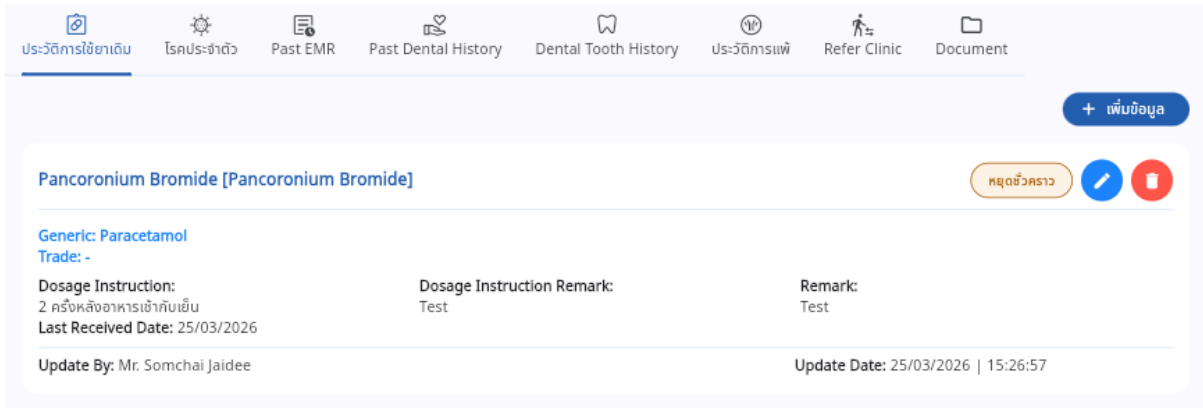 ประวัติการใช้ยาเดิม โรคประจำตัว Past EMR Past Dental History Dental Tooth History ประวัติการแพ้ Refer Clinic Document
+ เพิ่มข้อมูล
Pancoronium Bromide [Pancoronium Bromide] หยุดชั่วคราว
Generic: Paracetamol
Trade: -
Dosage Instruction: Dosage Instruction Remark: Remark:
2 ครั้งหลังอาหารเช้ากับเย็น Test Test
Last Received Date: 25/03/2026
Update By: Mr. Somchai Jaidee Update Date: 25/03/2026 | 15:26:57